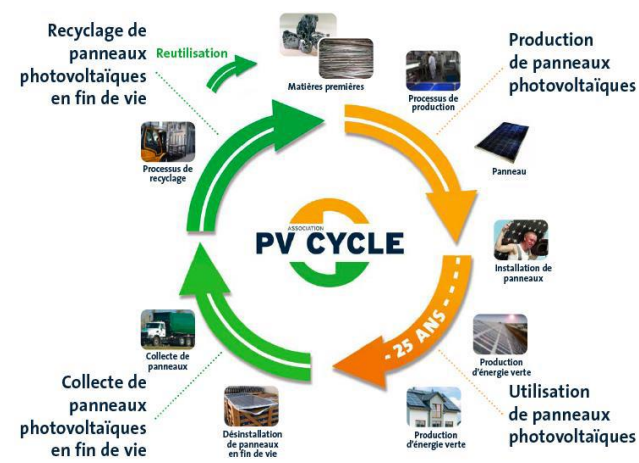 Recyclage de
panneaux
photovoltaïques
en fin de vie
Reutilisation
Matières premières
Processus de
production
Production
de panneaux
photovoltaïques
Panneau
Processus de
recyclage
ASSOCIATION
PV CYCLE
Installation de
panneaux
- 25 ANS -
Production
d'énergie verte
Utilisation
de panneaux
photovoltaïques
Production
d'énergie verte
Désinstallation
de panneaux
en fin de vie
Collecte de
panneaux
Collecte de
panneaux
photovoltaïques
en fin de vie